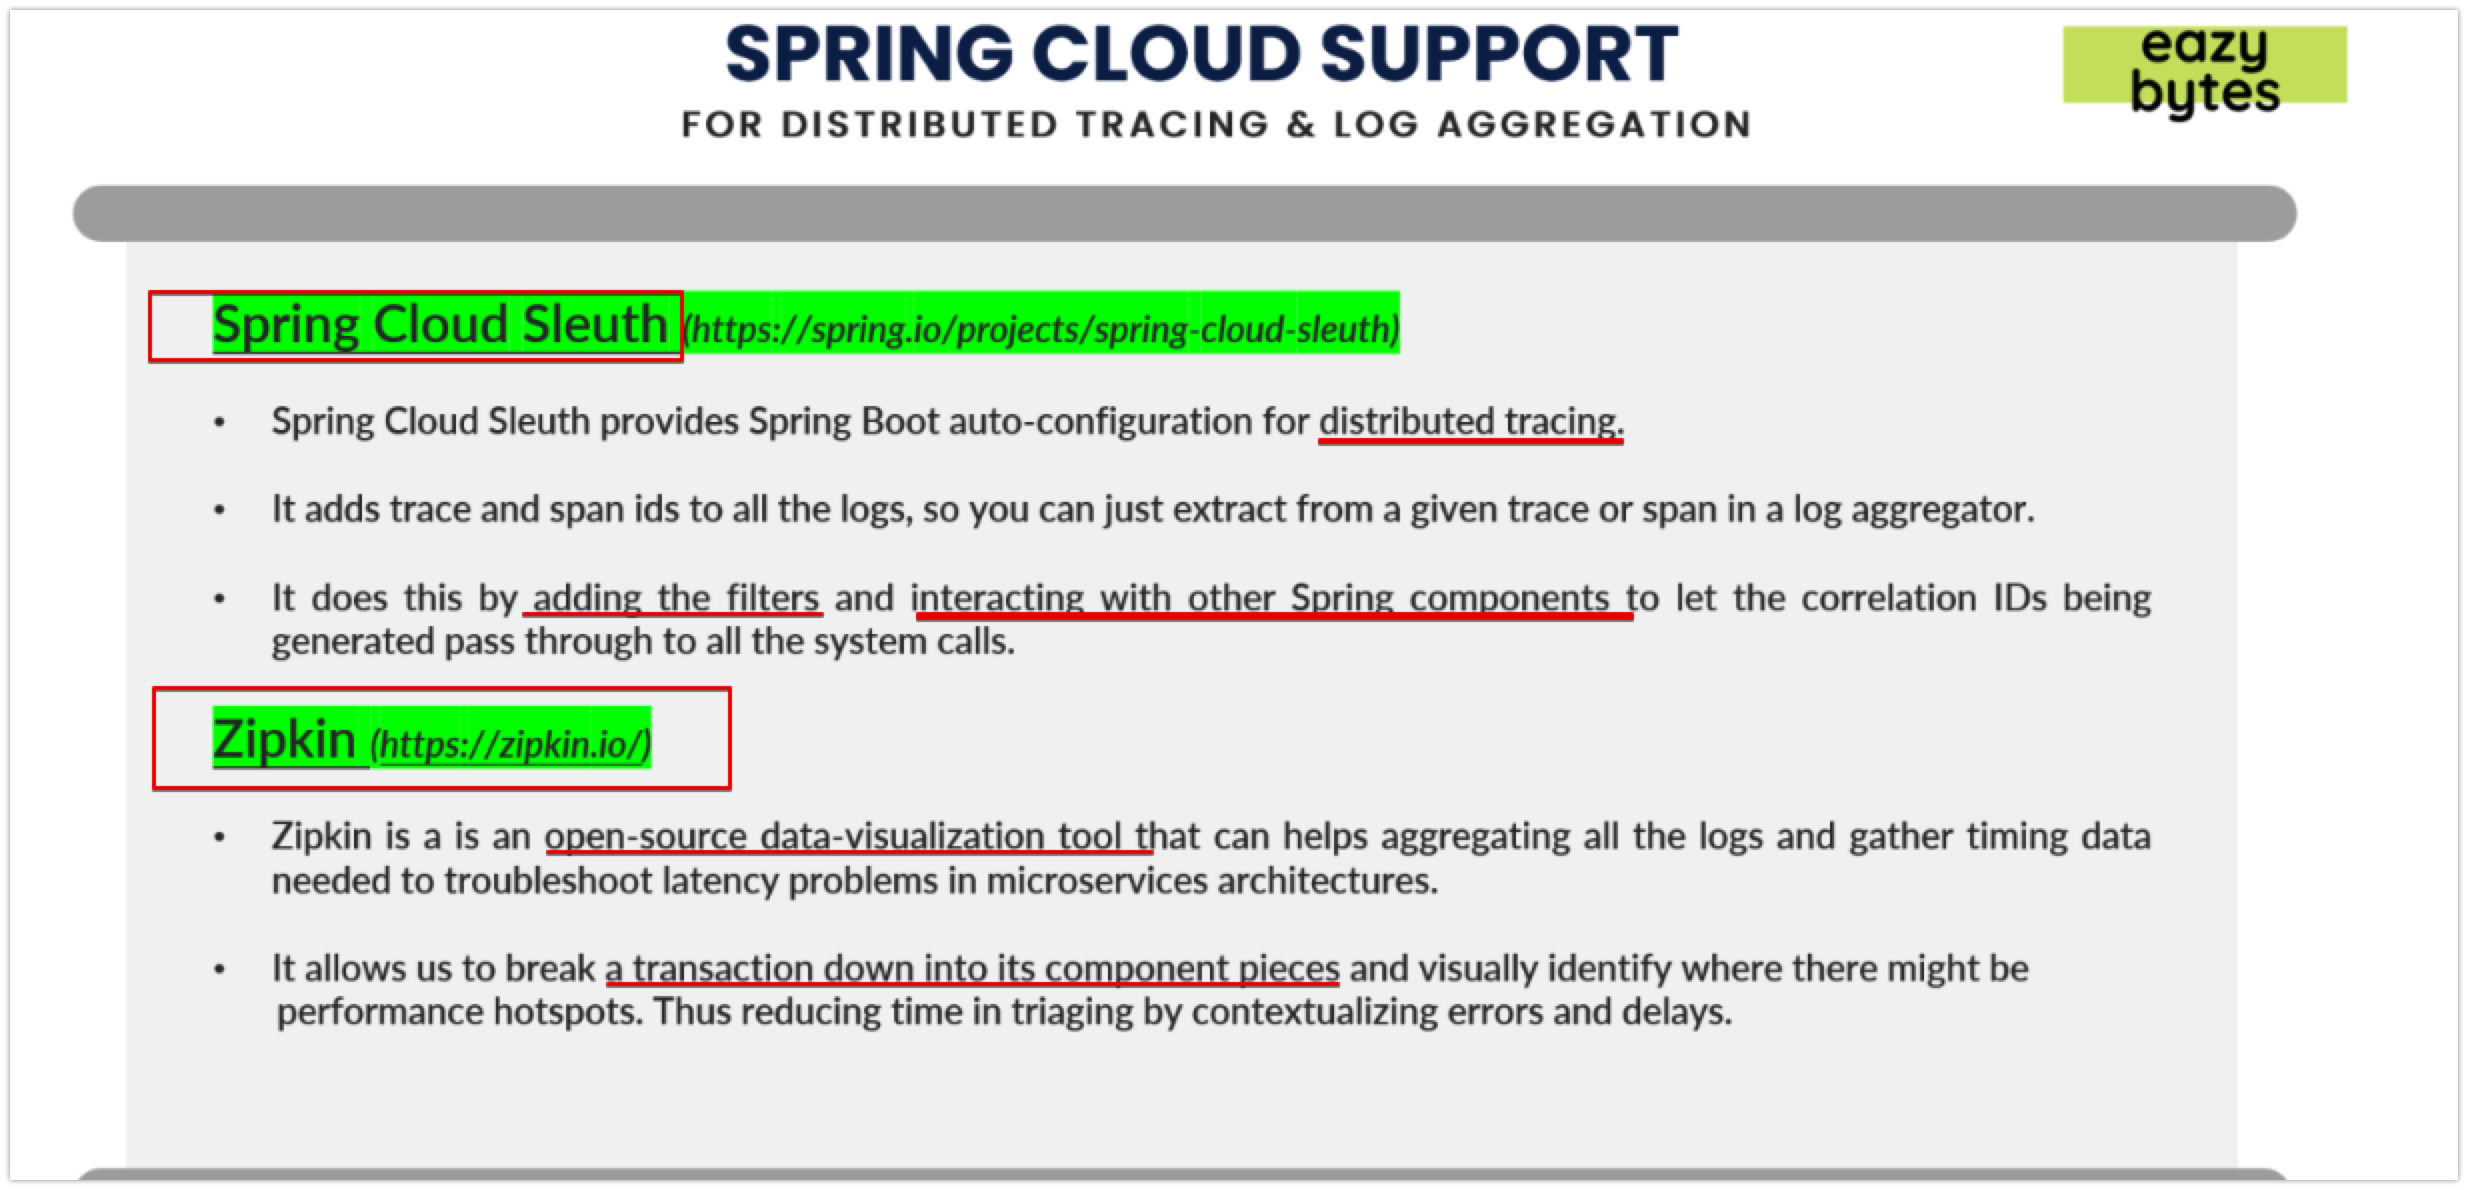 SPRING CLOUD SUPPORT
FOR DISTRIBUTED TRACING & LOG AGGREGATION
eazy
bytes
Spring Cloud Sleuth (https://spring.io/projects/spring-cloud-sleuth)
• Spring Cloud Sleuth provides Spring Boot auto-configuration for distributed tracing.
• It adds trace and span ids to all the logs, so you can just extract from a given trace or span in a log aggregator.
• It does this by adding the filters and interacting with other Spring components to let the correlation IDs being
generated pass through to all the system calls.
Zipkin (https://zipkin.io/)
• Zipkin is a is an open-source data-visualization tool that can helps aggregating all the logs and gather timing data
needed to troubleshoot latency problems in microservices architectures.
• It allows us to break a transaction down into its component pieces and visually identify where there might be
performance hotspots. Thus reducing time in triaging by contextualizing errors and delays.